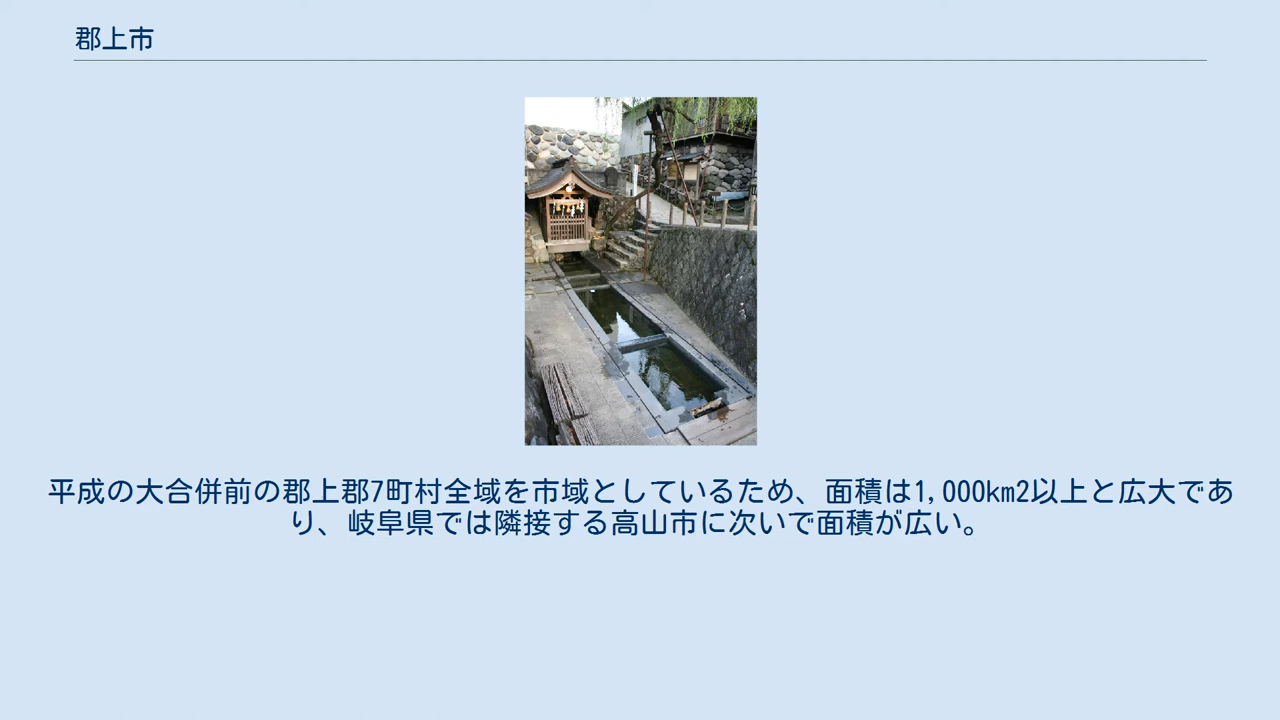 郡上市
平成の大合併前の郡上郡7町村全域を市域としているため、面積は1,000km2以上と広大であ
り、岐阜県では隣接する高山市に次いで面積が広い。